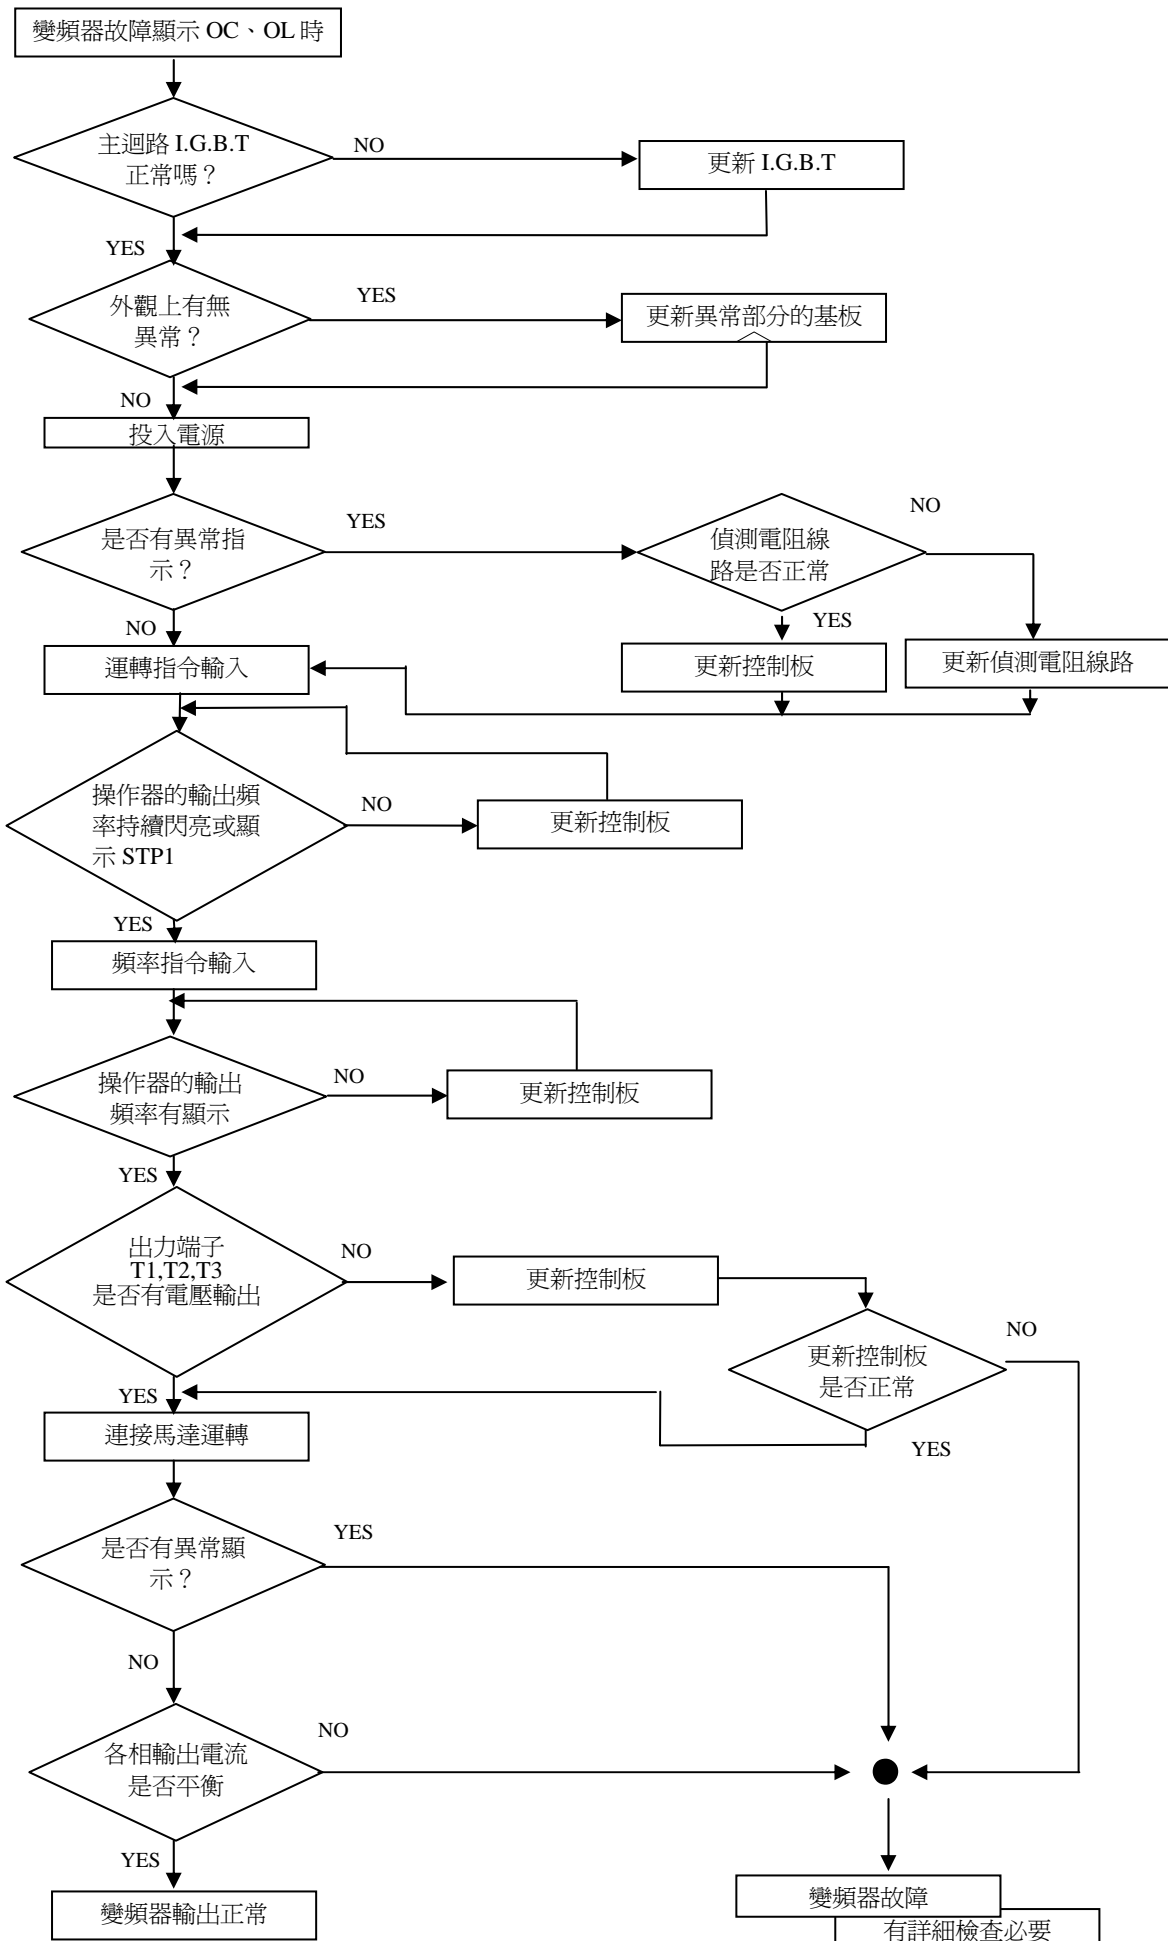 變頻器故障顯示 OC、OL 時
主迴路 I.G.B.T
正常嗎？
NO
更新 I.G.B.T
YES
外觀上有無
異常？
YES
更新異常部分的基板
NO
投入電源
是否有異常指
示？
YES
偵測電阻線
路是否正常
NO
YES
NO
運轉指令輸入
更新控制板
更新偵測電阻線路
操作器的輸出頻
率持續閃亮或顯
示 STP1
NO
更新控制板
YES
頻率指令輸入
操作器的輸出
頻率有顯示
NO
更新控制板
YES
出力端子
T1,T2,T3
是否有電壓輸出
NO
更新控制板
更新控制板
是否正常
NO
YES
YES
連接馬達運轉
是否有異常顯
示？
YES
NO
各相輸出電流
是否平衡
NO
YES
變頻器輸出正常
變頻器故障
有詳細檢查必要